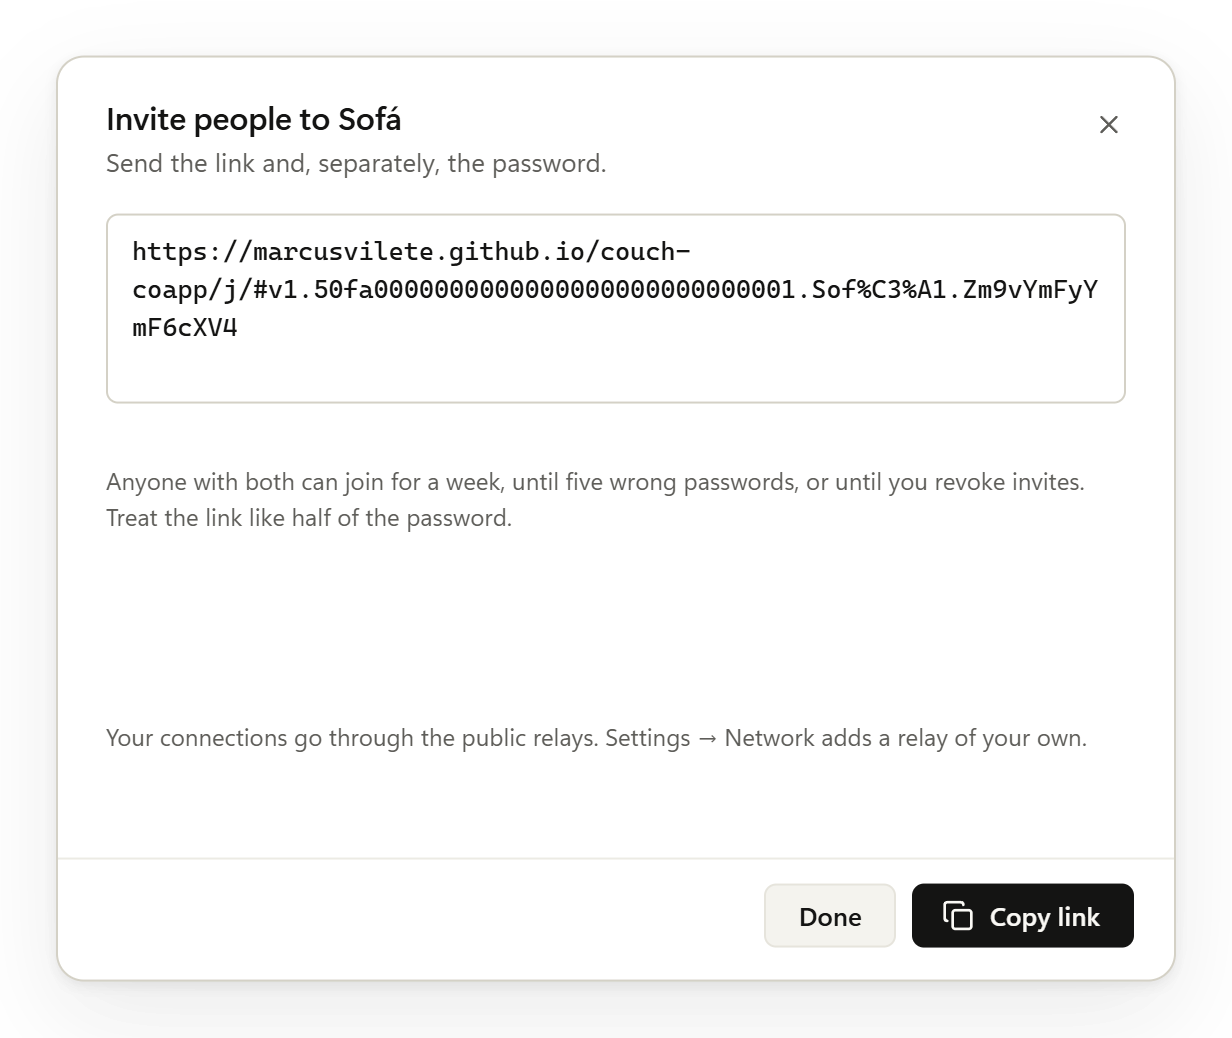 Invite people to Sofá
Send the link and, separately, the password.
https://marcusvilete.github.io/couch-
coapp/j/#v1.50fa0000000000000000000000000001.Sof%C3%A1.Zm9vYmFyY
mF6cXV4
Anyone with both can join for a week, until five wrong passwords, or until you revoke invites.
Treat the link like half of the password.
Your connections go through the public relays. Settings → Network adds a relay of your own.
Done
Copy link